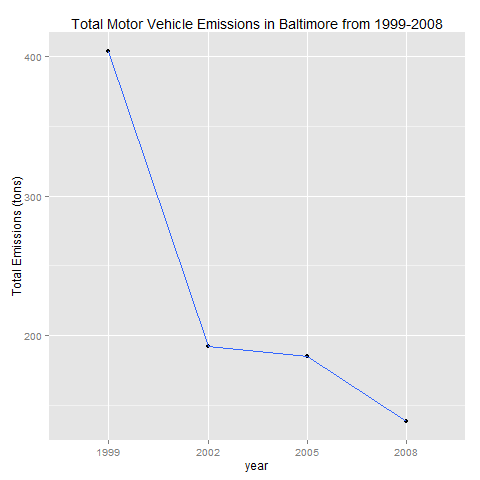 Total Motor Vehicle Emissions in Baltimore from 1999-2008
400
300
200
Total Emissions (tons)
1999 2002 2005 2008
year